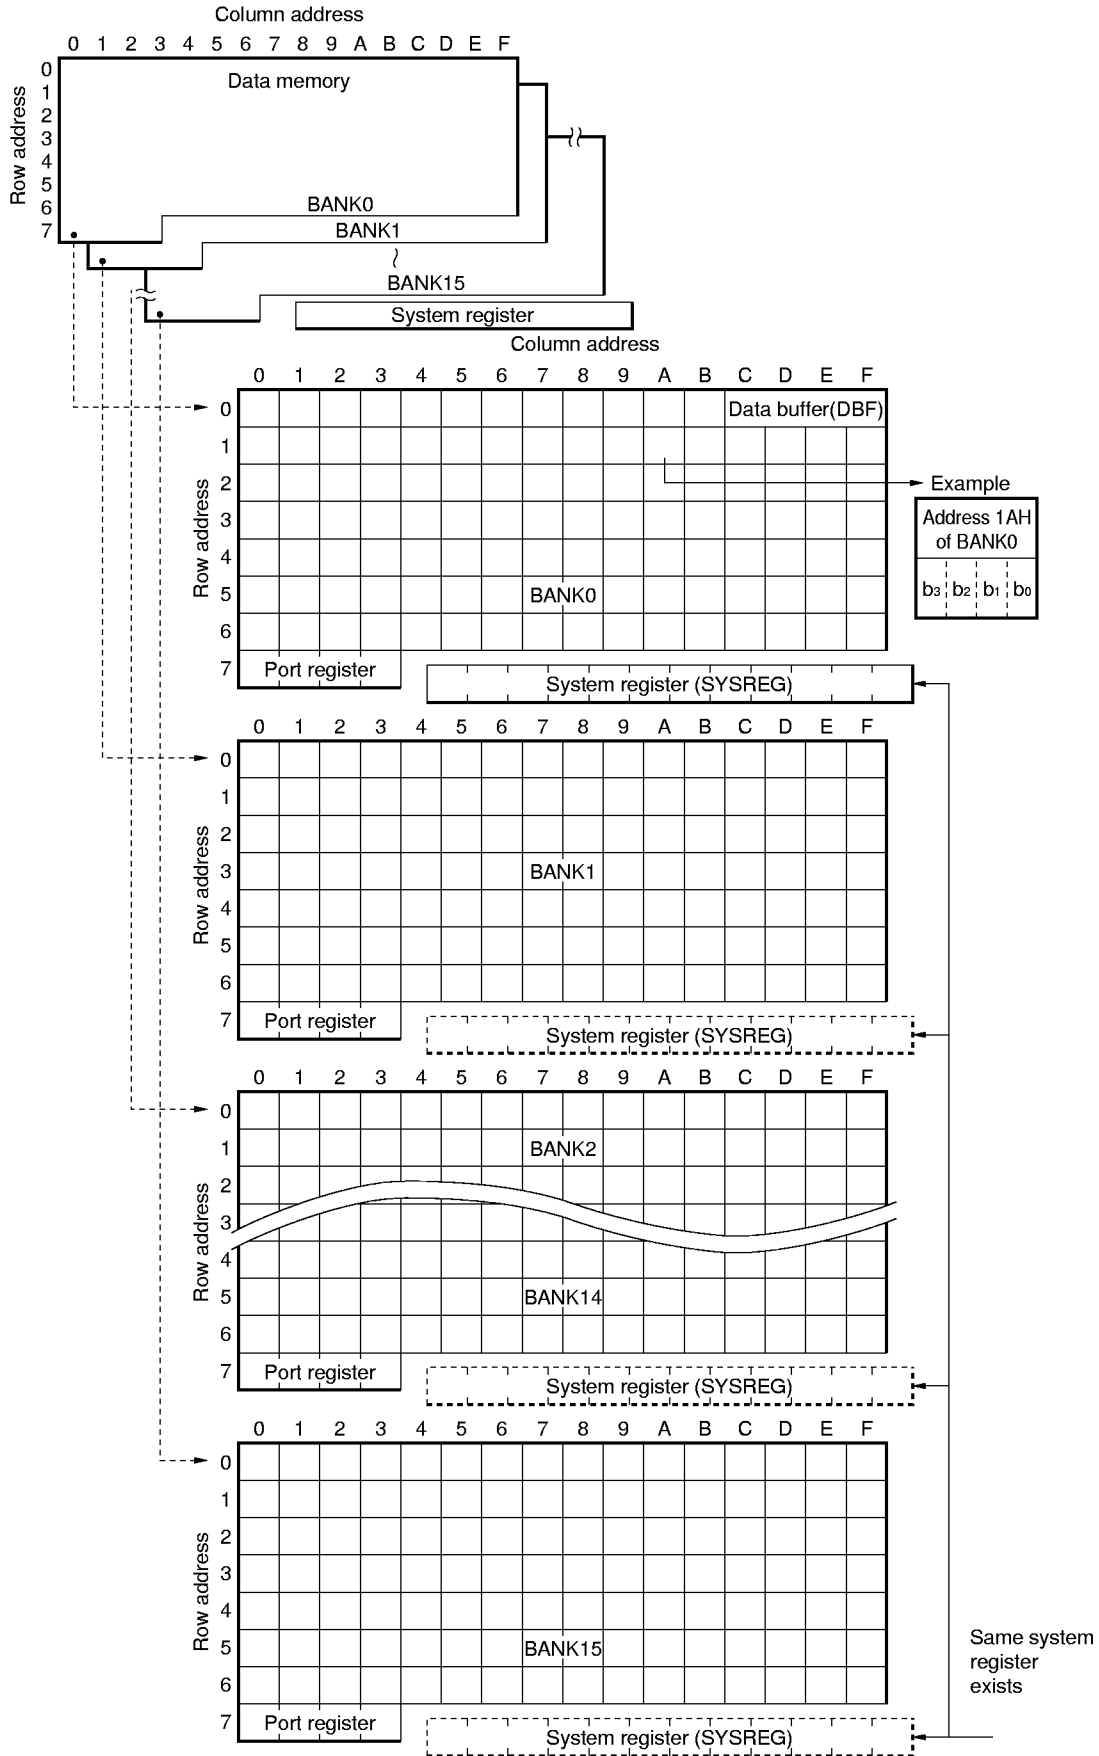 Column address
0 1 2 3 4 5 6 7 8 9 A B C D E F
Row address
0
1
2
3
4
5
6
7
Data memory
BANK0
BANK1
BANK15
System register
Column address
0 1 2 3 4 5 6 7 8 9 A B C D E F
Row address
0
1
2
3
4
5
6
7
Data buffer(DBF)
Example
Address 1AH
of BANK0
b3 b2 b1 b0
BANK0
Port register
System register (SYSREG)
0 1 2 3 4 5 6 7 8 9 A B C D E F
Row address
0
1
2
3
4
5
6
7
BANK1
Port register
System register (SYSREG)
0 1 2 3 4 5 6 7 8 9 A B C D E F
Row address
0
1
2
3
4
5
6
7
BANK2
BANK14
Port register
System register (SYSREG)
0 1 2 3 4 5 6 7 8 9 A B C D E F
Row address
0
1
2
3
4
5
6
7
BANK15
Port register
System register (SYSREG)
Same system
register
exists